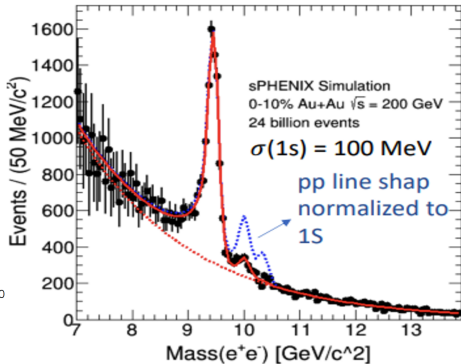 1600
1400
1200
1000
800
600
400
200
0
Events / (50 MeV/c²)
sPHENIX Simulation
0-10% Au+Au √s = 200 GeV
24 billion events
σ(1s) = 100 MeV
pp line shap
normalized to
1S
7 8 9 10 11 12 13
Mass(e⁺e⁻) [GeV/c^2]